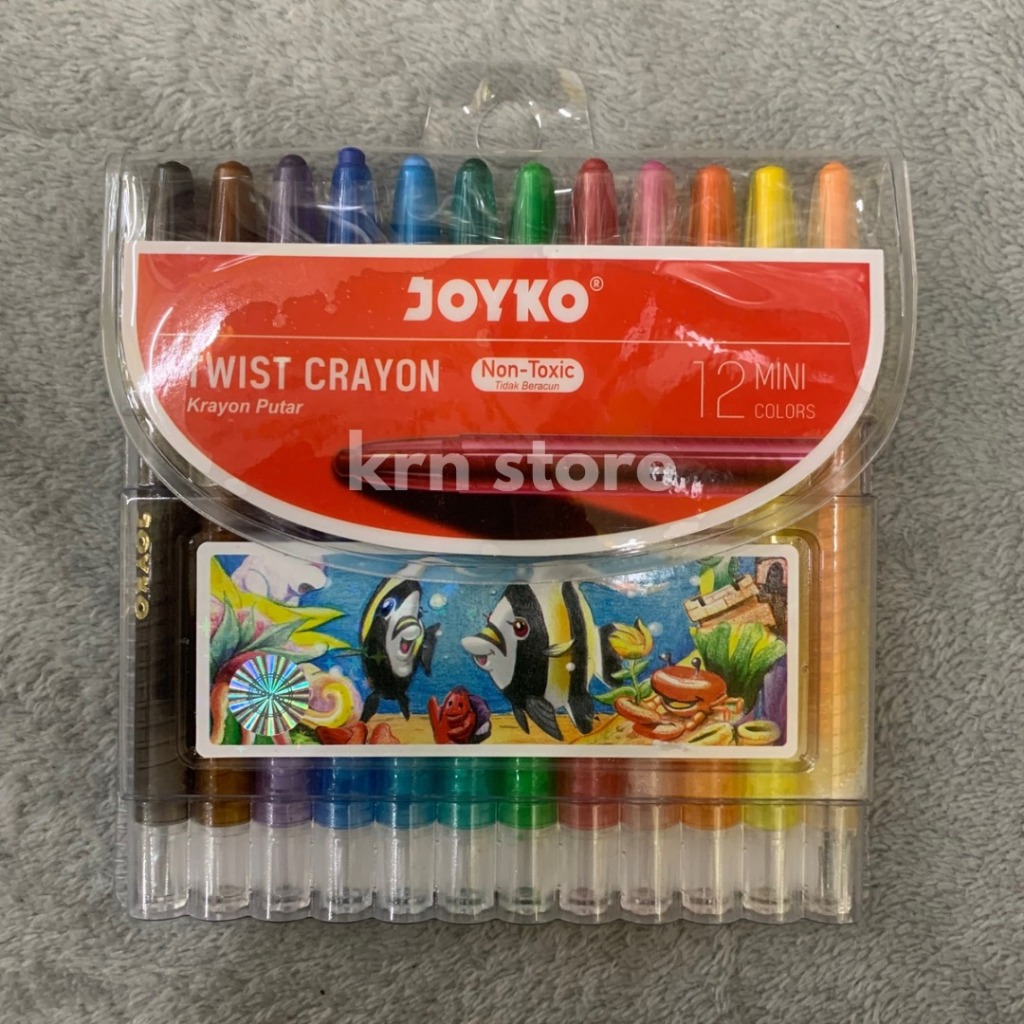 JOYKO®
TWIST CRAYON
Non-Toxic
Tidak Beracun
12 MINI
COLORS
Krayon Putar
krn store
JOYKO